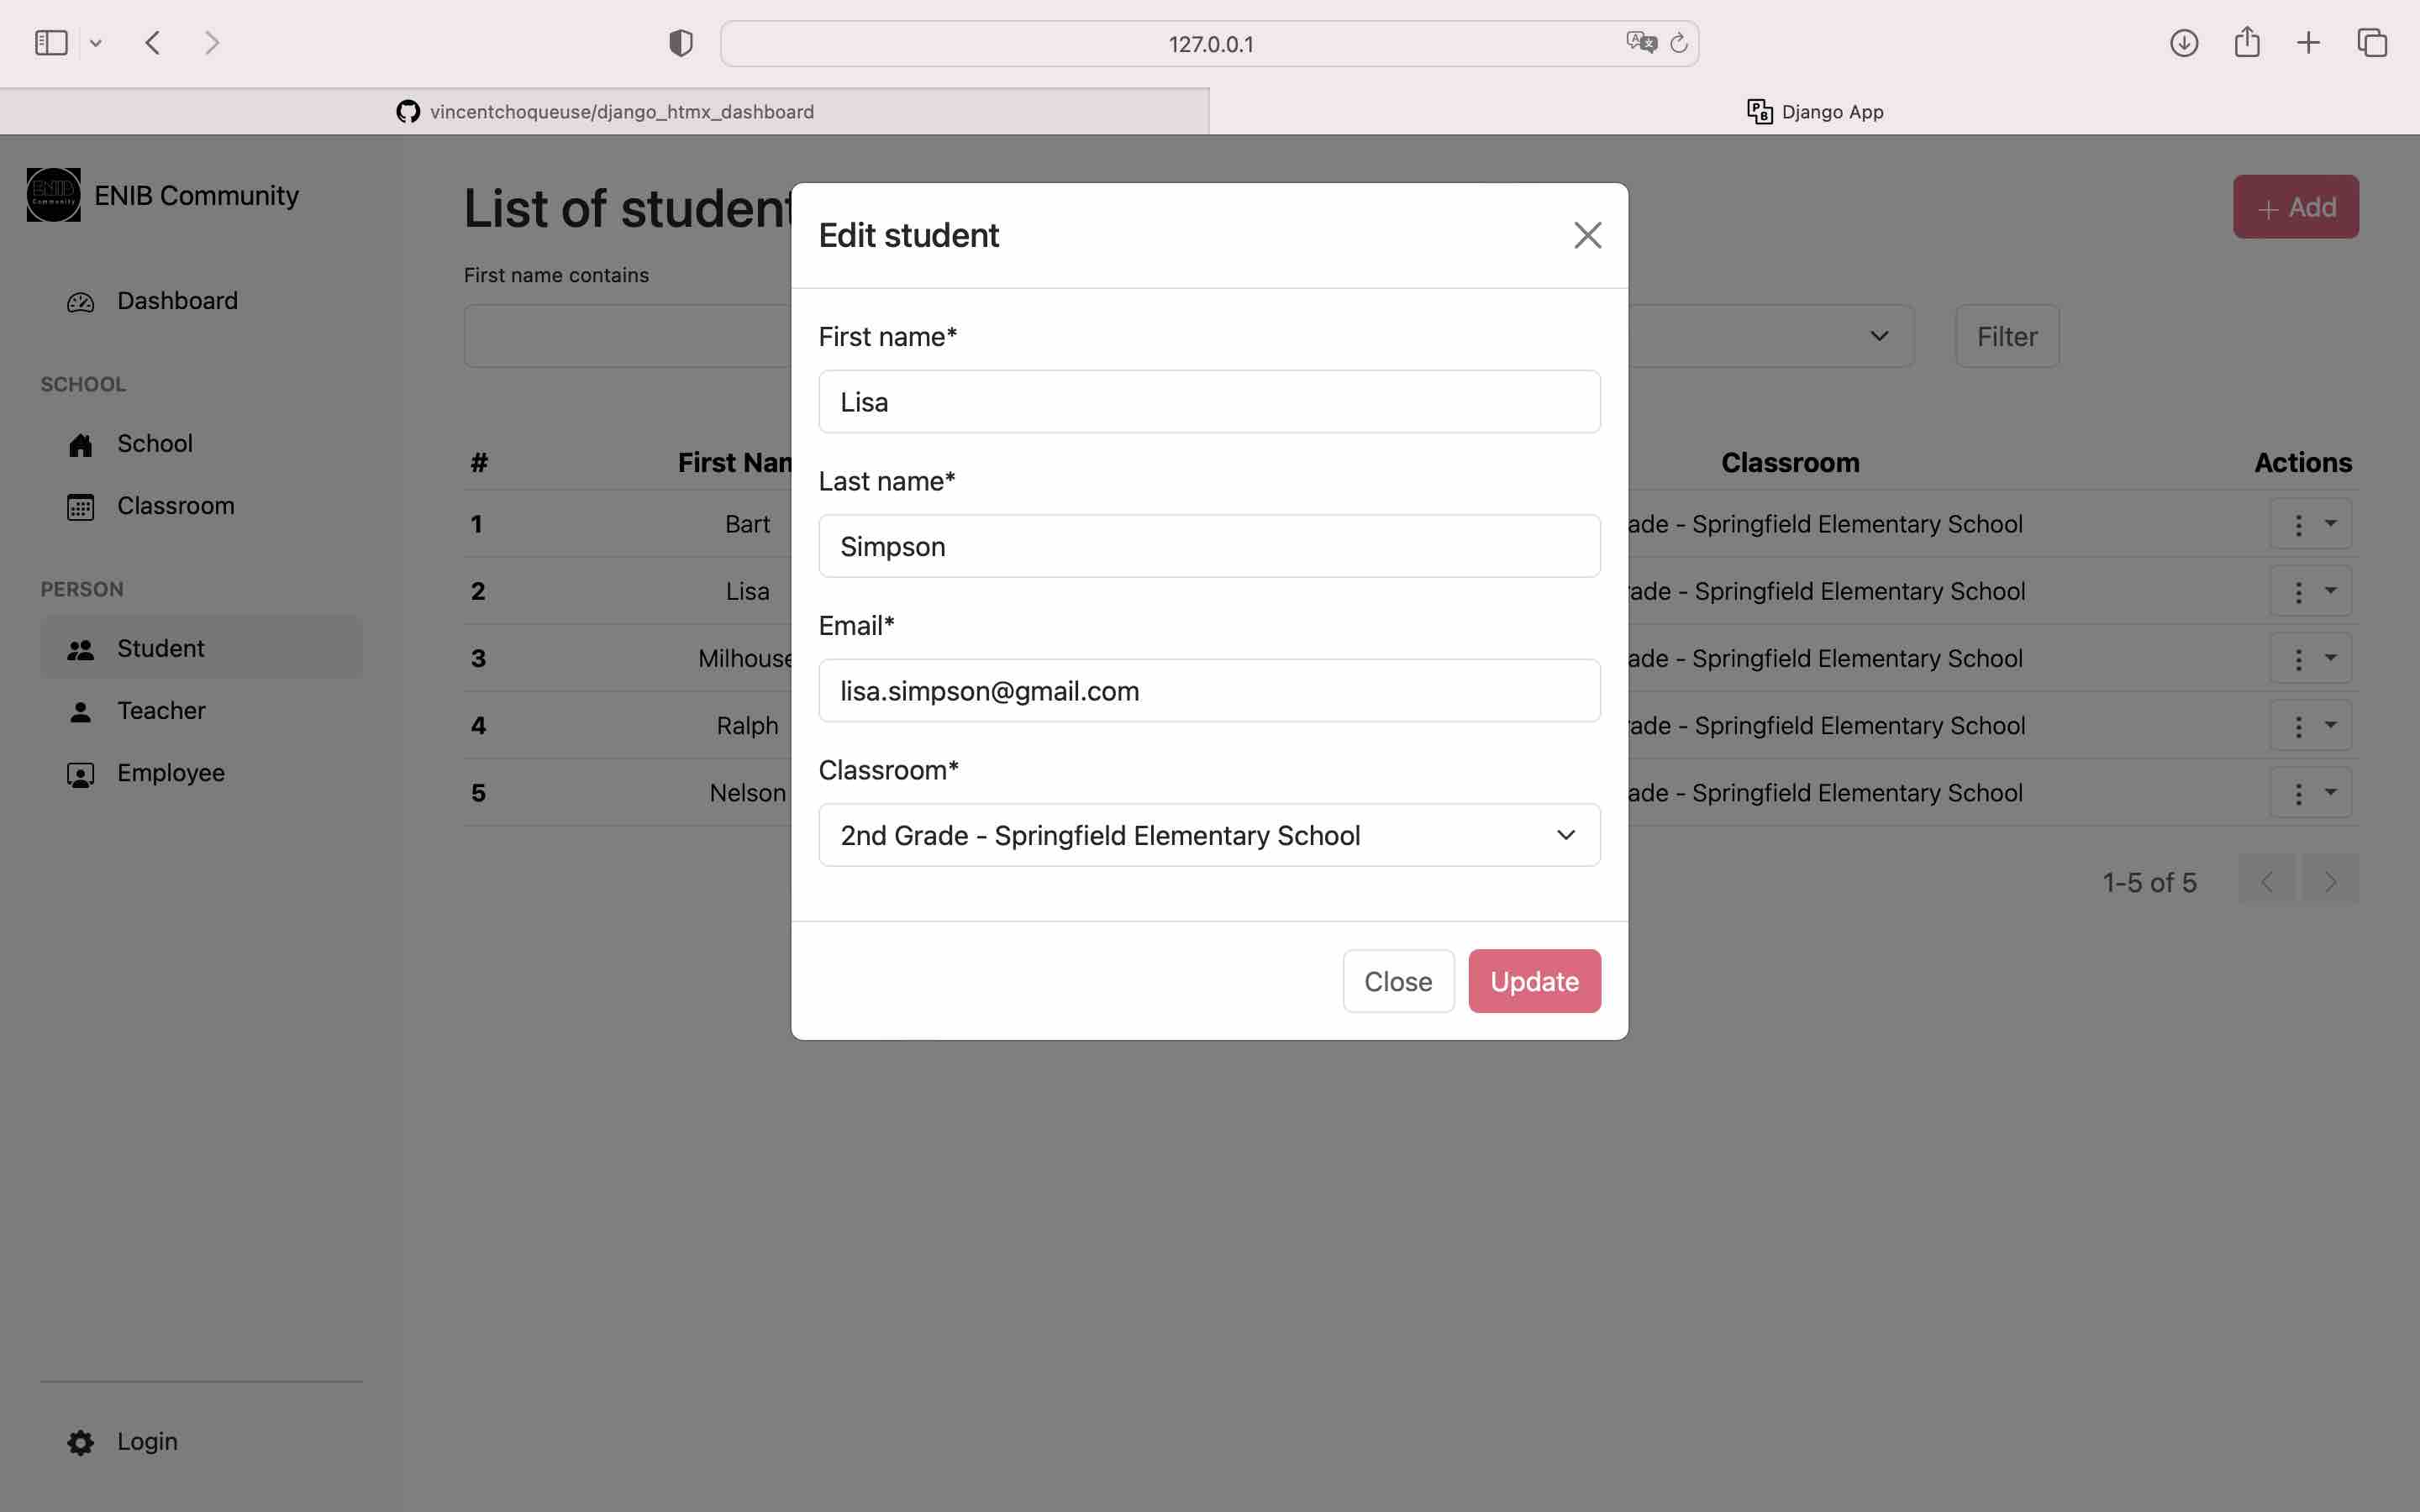 127.0.0.1
vincentchoqueuse/django_htmx_dashboard
Django App
ENIB Community
Dashboard
SCHOOL
School
Classroom
PERSON
Student
Teacher
Employee
Login
List of student
+ Add
First name contains
Filter
# First Nam Classroom Actions
1 Bart ade - Springfield Elementary School
2 Lisa rade - Springfield Elementary School
3 Milhouse ade - Springfield Elementary School
4 Ralph rade - Springfield Elementary School
5 Nelson ade - Springfield Elementary School
1-5 of 5
Edit student
First name*
Lisa
Last name*
Simpson
Email*
lisa.simpson@gmail.com
Classroom*
2nd Grade - Springfield Elementary School
Close Update